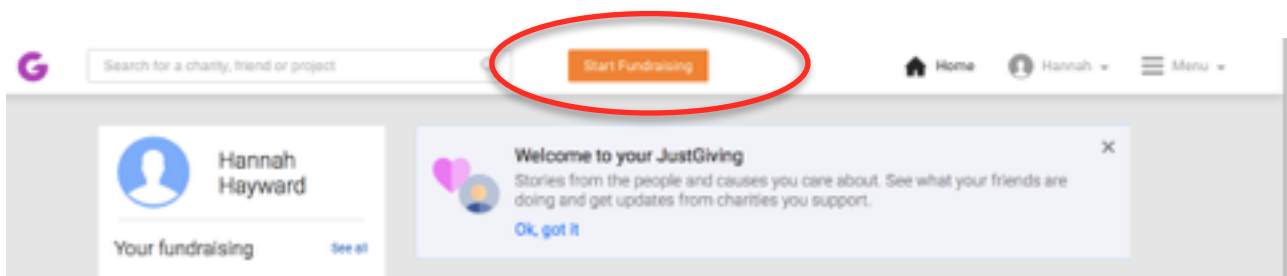 G
Search for a charity, friend or project
Start Fundraising
Home
Hannah
Menu
Hannah
Hayward
Your fundraising
See all
Welcome to your JustGiving
Stories from the people and causes you care about. See what your friends are
doing and get updates from charities you support.
Ok, got it